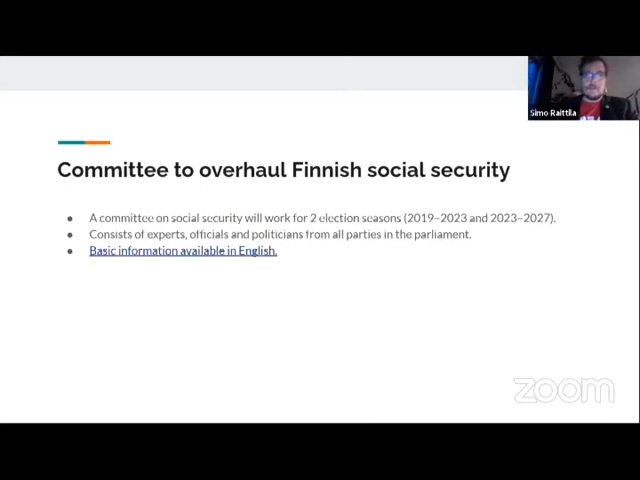 Simo Raittila
Committee to overhaul Finnish social security
● A committee on social security will work for 2 election seasons (2019–2023 and 2023–2027).
● Consists of experts, officials and politicians from all parties in the parliament.
● Basic information available in English.
zoom